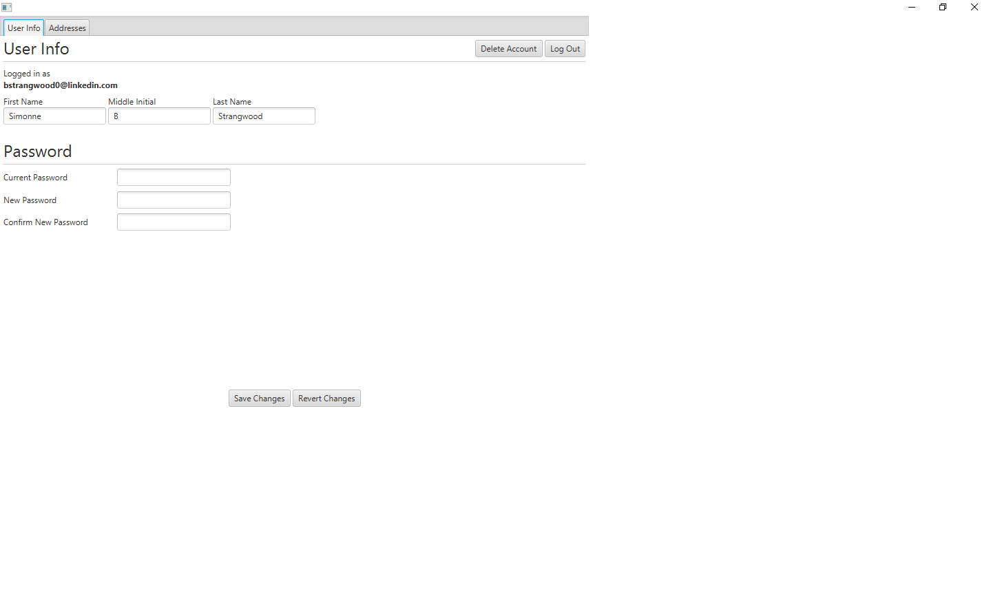 User Info Addresses
User Info Delete Account Log Out
Logged in as
bstrangwood0@linkedin.com
First Name Middle Initial Last Name
Simonne B Strangwood
Password
Current Password
New Password
Confirm New Password
Save Changes Revert Changes